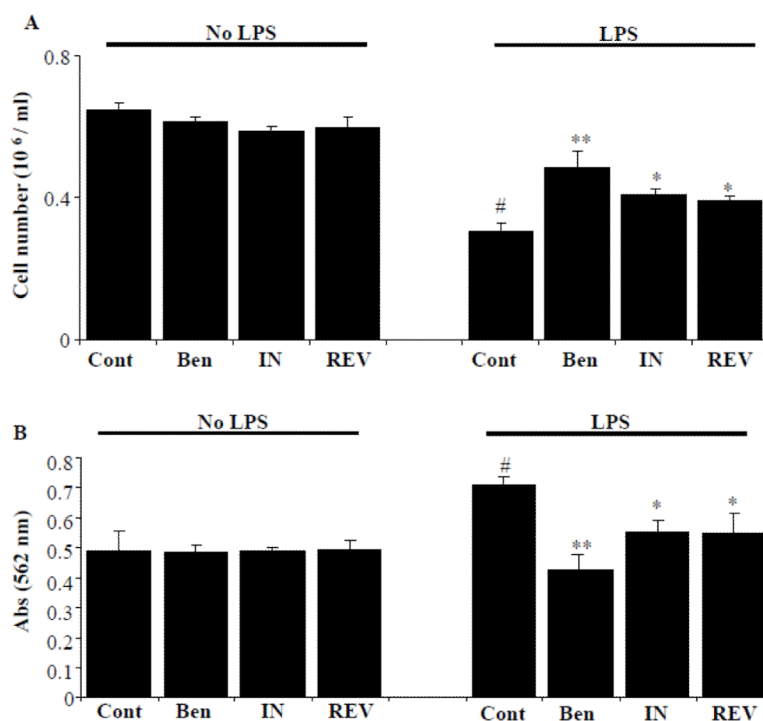 A
No LPS
LPS
Cell number (10 6 / ml)
0.8
0.4
0
**
*
*
#
Cont Ben IN REV
Cont Ben IN REV
B
No LPS
LPS
Abs (562 nm)
0.8
0.7
0.6
0.5
0.4
0.3
0.2
0.1
0
#
**
*
*
Cont Ben IN REV
Cont Ben IN REV